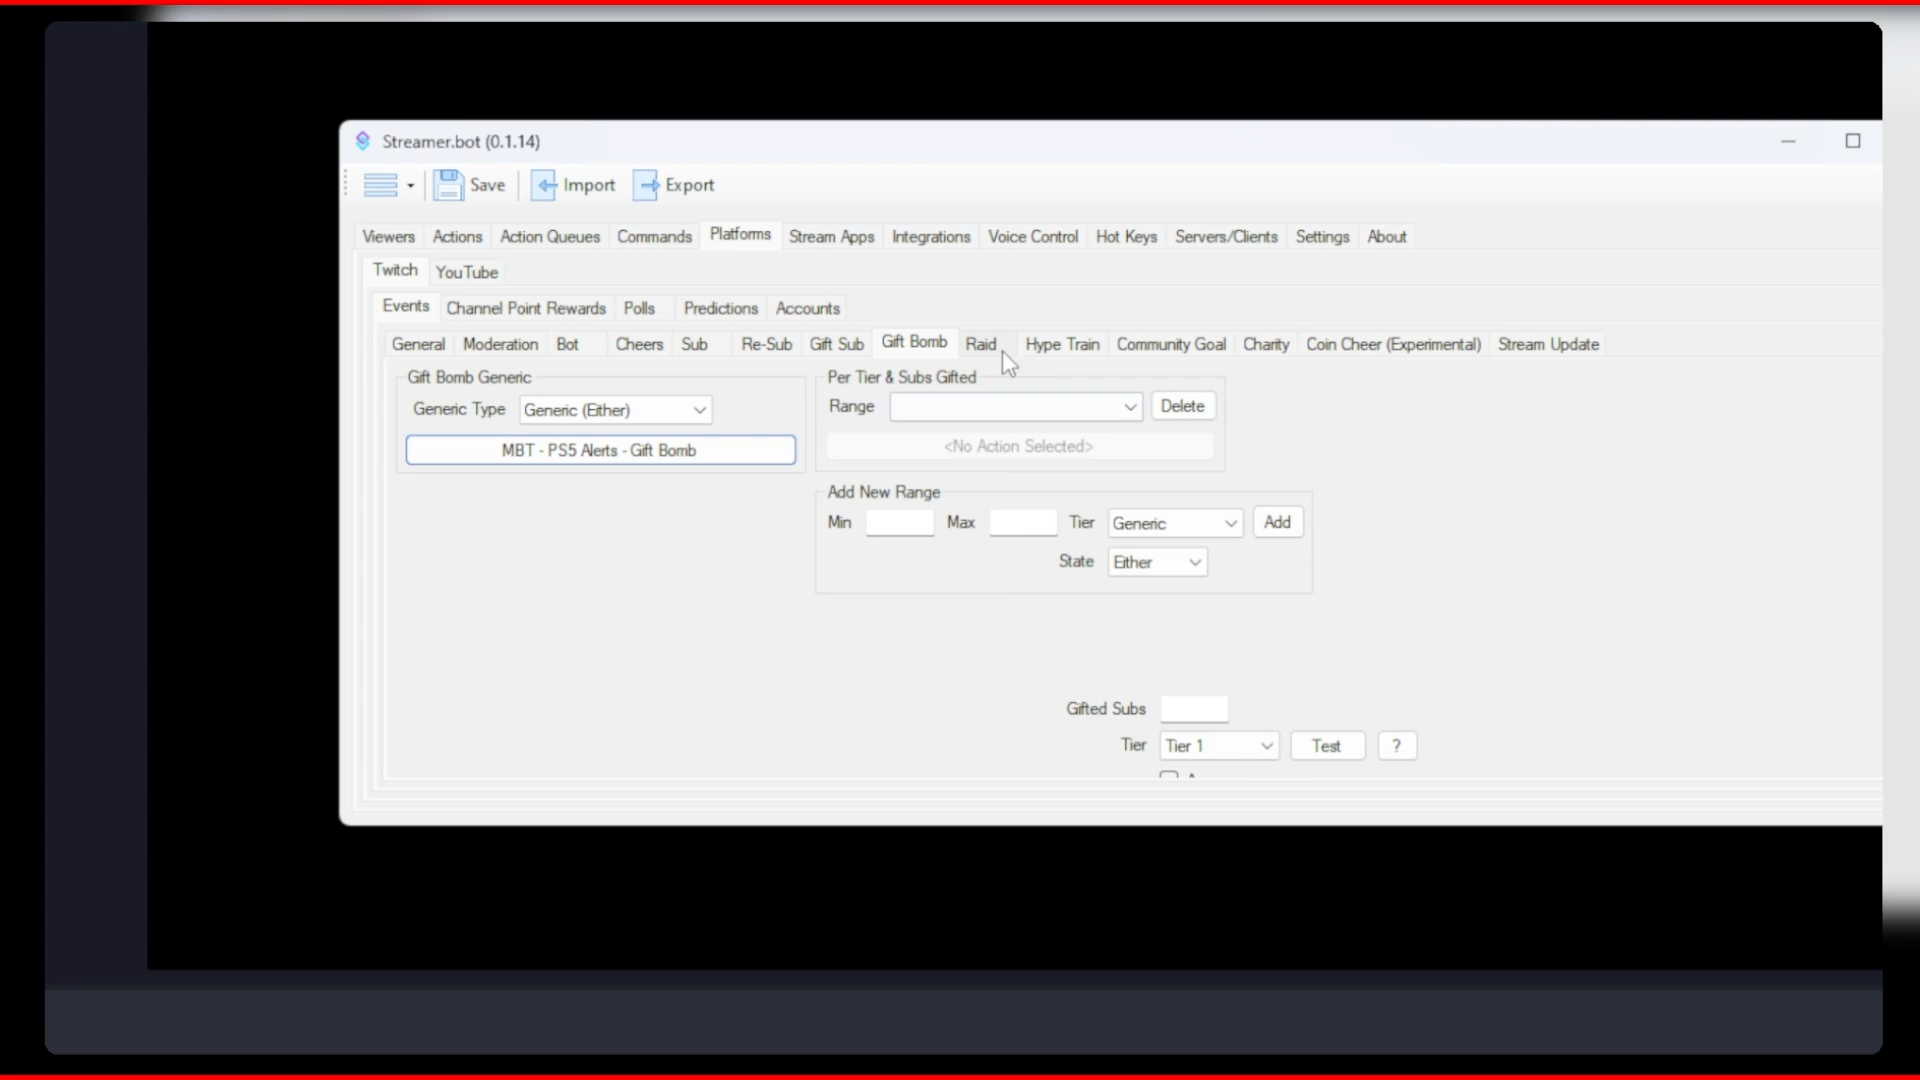 Streamer.bot (0.1.14)
Save Import Export
Viewers Actions Action Queues Commands Platforms Stream Apps Integrations Voice Control Hot Keys Servers/Clients Settings About
Twitch YouTube
Events Channel Point Rewards Polls Predictions Accounts
General Moderation Bot Cheers Sub Re-Sub Gift Sub Gift Bomb Raid Hype Train Community Goal Charity Coin Cheer (Experimental) Stream Update
Gift Bomb Generic
Generic Type Generic (Either)
MBT - PS5 Alerts - Gift Bomb
Per Tier & Subs Gifted
Range Delete
<No Action Selected>
Add New Range
Min Max Tier Generic Add
State Either
Gifted Subs
Tier Tier 1 Test ?